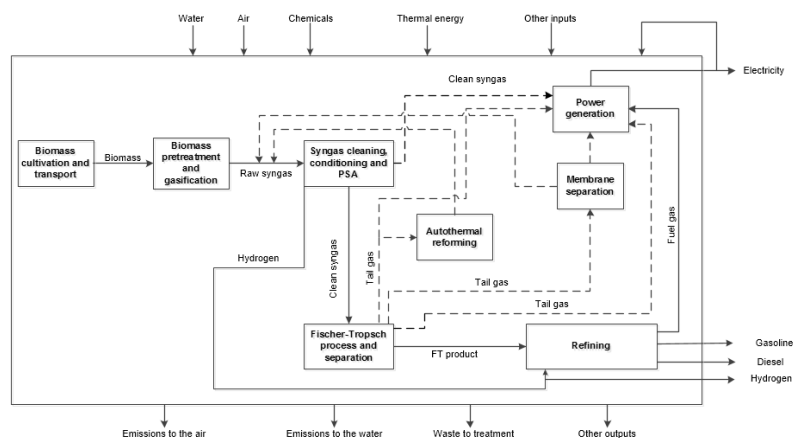 Water
Air
Chemicals
Thermal energy
Other inputs
Electricity
Clean syngas
Power
generation
Biomass
cultivation and
transport
Biomass
Biomass
pretreatment
and
gasification
Raw syngas
Syngas cleaning,
conditioning and
PSA
Membrane
separation
Autothermal
reforming
Fuel gas
Hydrogen
Clean syngas
Tail gas
Tail gas
Tail gas
Fischer-Tropsch
process and
separation
FT product
Refining
Gasoline
Diesel
Hydrogen
Emissions to the air
Emissions to the water
Waste to treatment
Other outputs